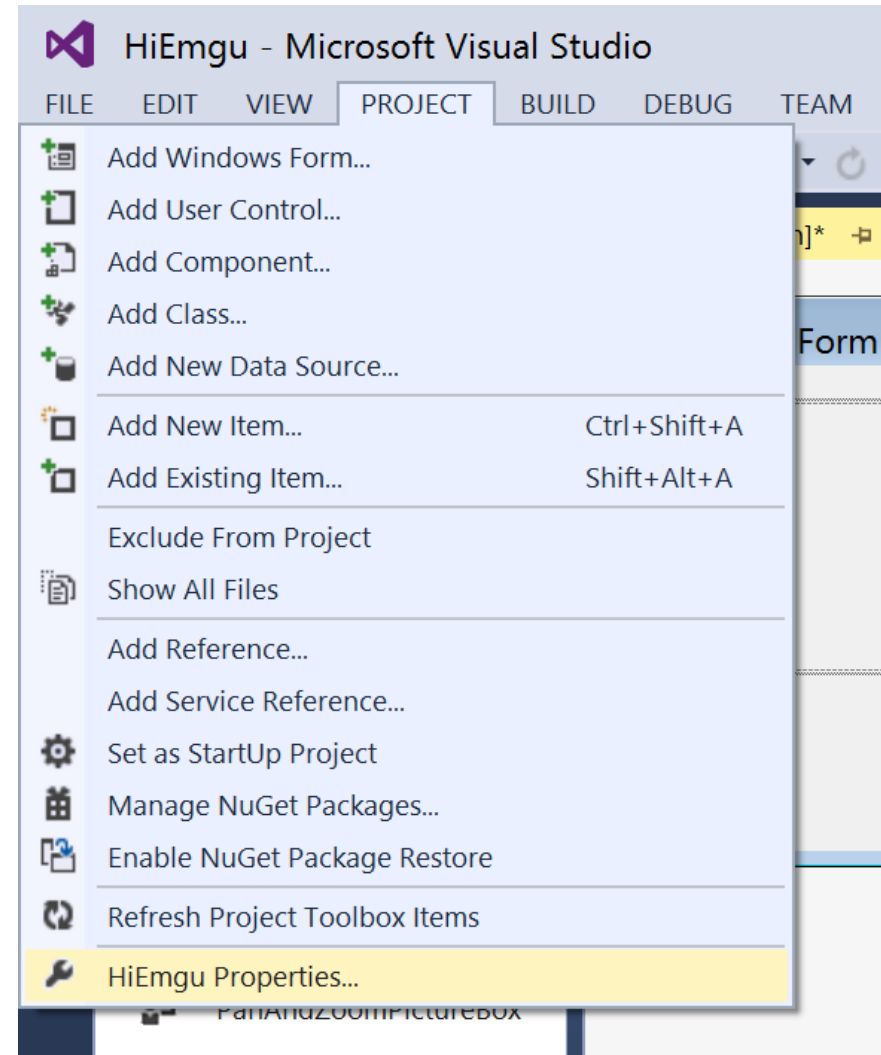 HiEmgu - Microsoft Visual Studio
FILE EDIT VIEW PROJECT BUILD DEBUG TEAM
Add Windows Form...
Add User Control...
n]*
Add Component...
Add Class...
Form
Add New Data Source...
Add New Item... Ctrl+Shift+A
Add Existing Item... Shift+Alt+A
Exclude From Project
Show All Files
Add Reference...
Add Service Reference...
Set as StartUp Project
Manage NuGet Packages...
Enable NuGet Package Restore
Refresh Project Toolbox Items
HiEmgu Properties...
PanAndZoomPictureBox